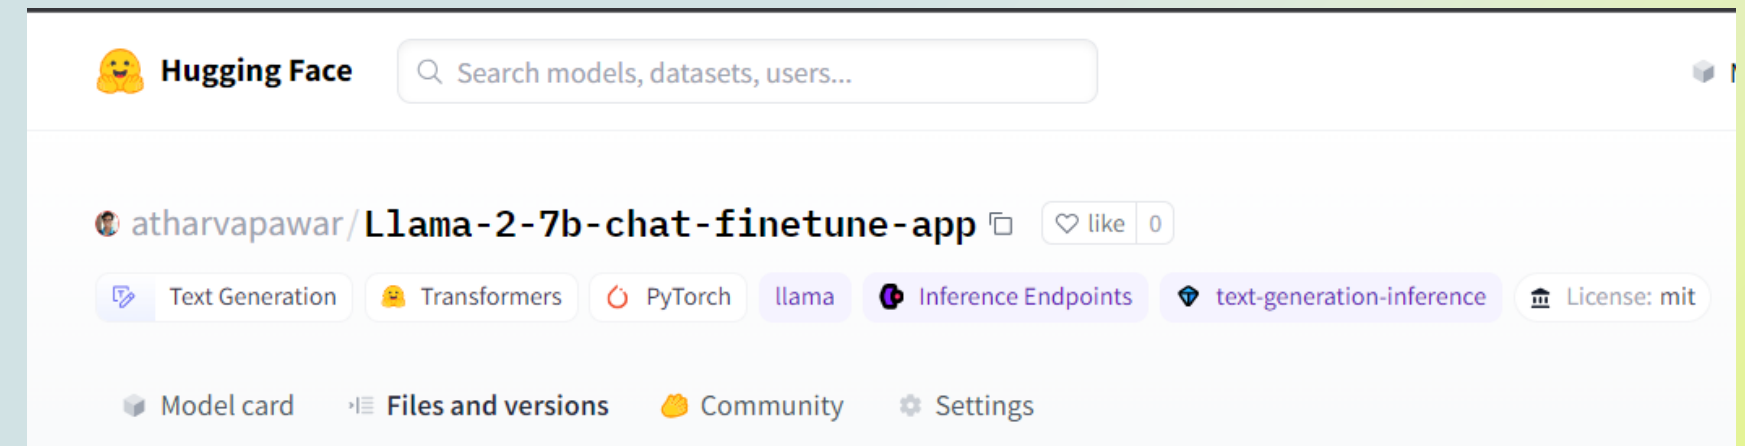 Hugging Face Search models, datasets, users...
atharvapawar/Llama-2-7b-chat-finetune-app like 0
Text Generation Transformers PyTorch llama Inference Endpoints text-generation-inference License: mit
Model card Files and versions Community Settings